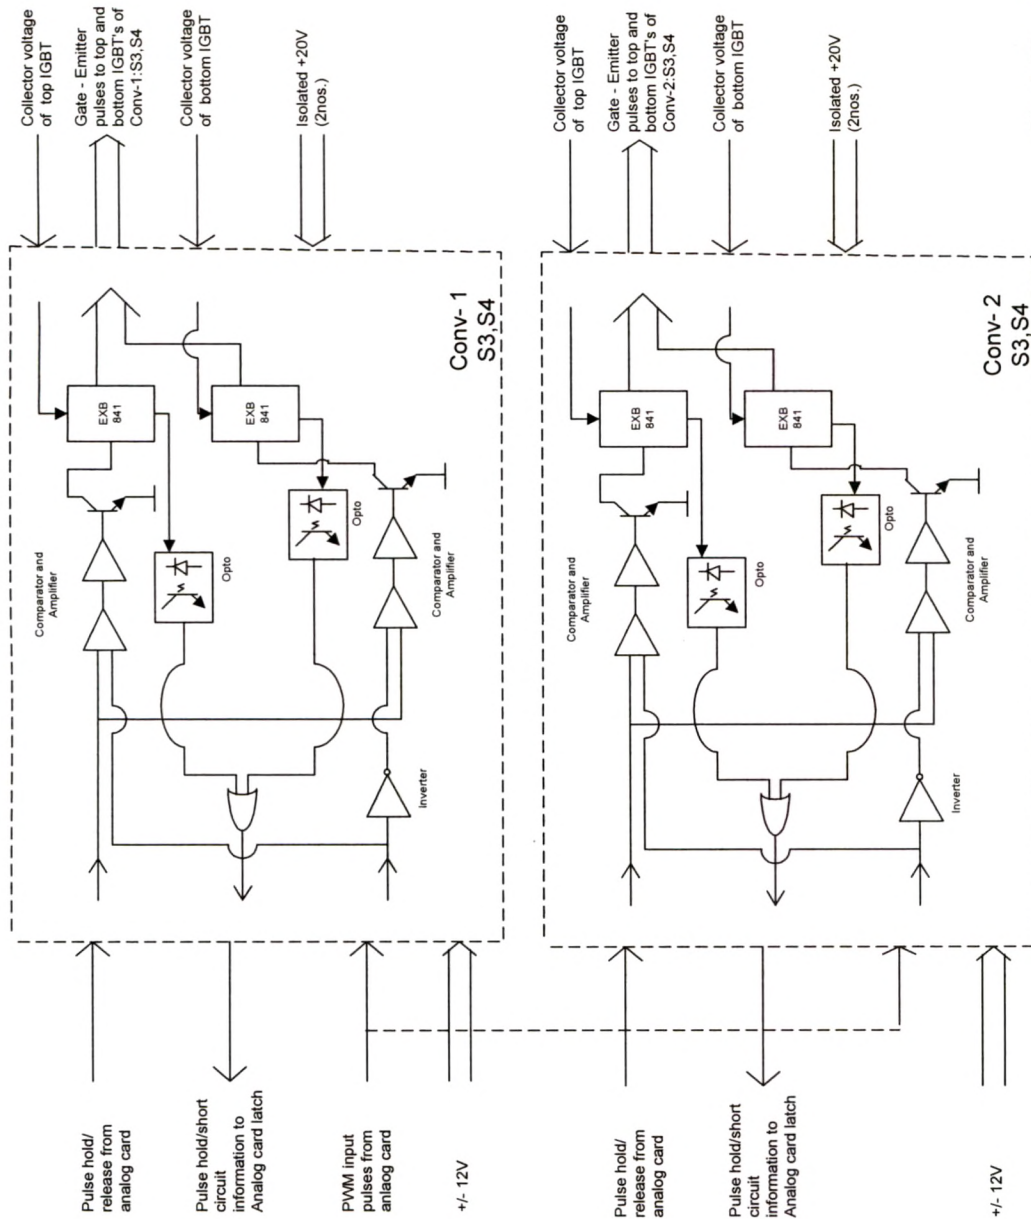 Collector voltage
of top IGBT
Gate - Emitter
pulses to top and
bottom IGBT's of
Conv-1:S3,S4
Collector voltage
of bottom IGBT
Isolated +20V
(2nos.)
Conv- 1
S3,S4
EXB
841
EXB
841
Comparator and
Amplifier
Opto
Opto
Comparator and
Amplifier
Inverter
Pulse hold/
release from
analog card
Pulse hold/short
circuit
information to
Analog card latch
PWM input
pulses from
anlaog card
+/- 12V
Collector voltage
of top IGBT
Gate - Emitter
pulses to top and
bottom IGBT's of
Conv-2:S3,S4
Collector voltage
of bottom IGBT
Isolated +20V
(2nos.)
Conv- 2
S3,S4
EXB
841
EXB
841
Comparator and
Amplifier
Opto
Opto
Comparator and
Amplifier
Inverter
Pulse hold/
release from
analog card
Pulse hold/short
circuit
information to
Analog card latch
+/- 12V